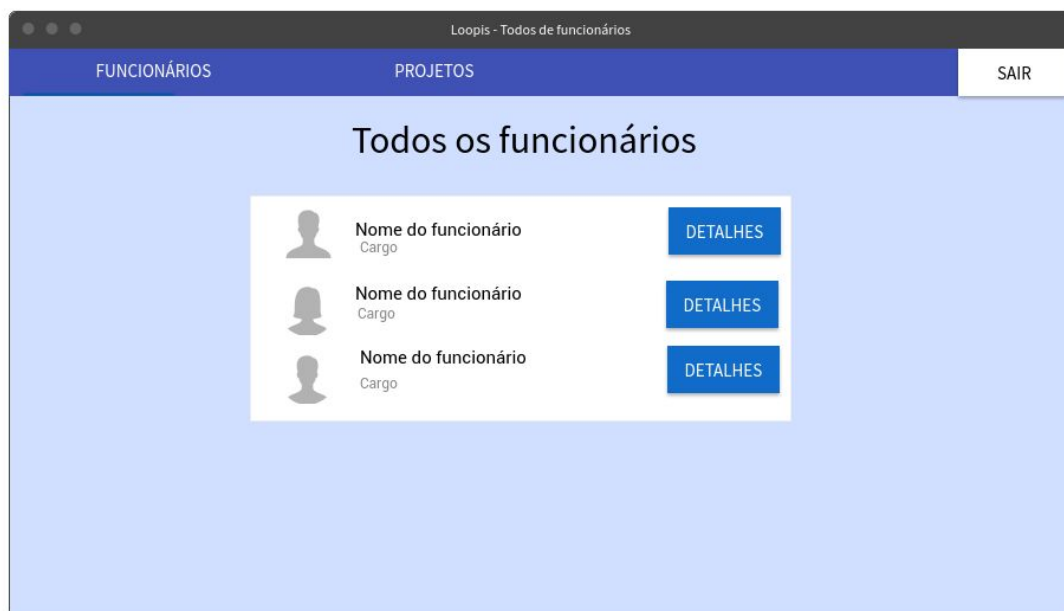 Loopis - Todos de funcionários
FUNCIONÁRIOS PROJETOS SAIR
Todos os funcionários
Nome do funcionário
Cargo
DETALHES
Nome do funcionário
Cargo
DETALHES
Nome do funcionário
Cargo
DETALHES